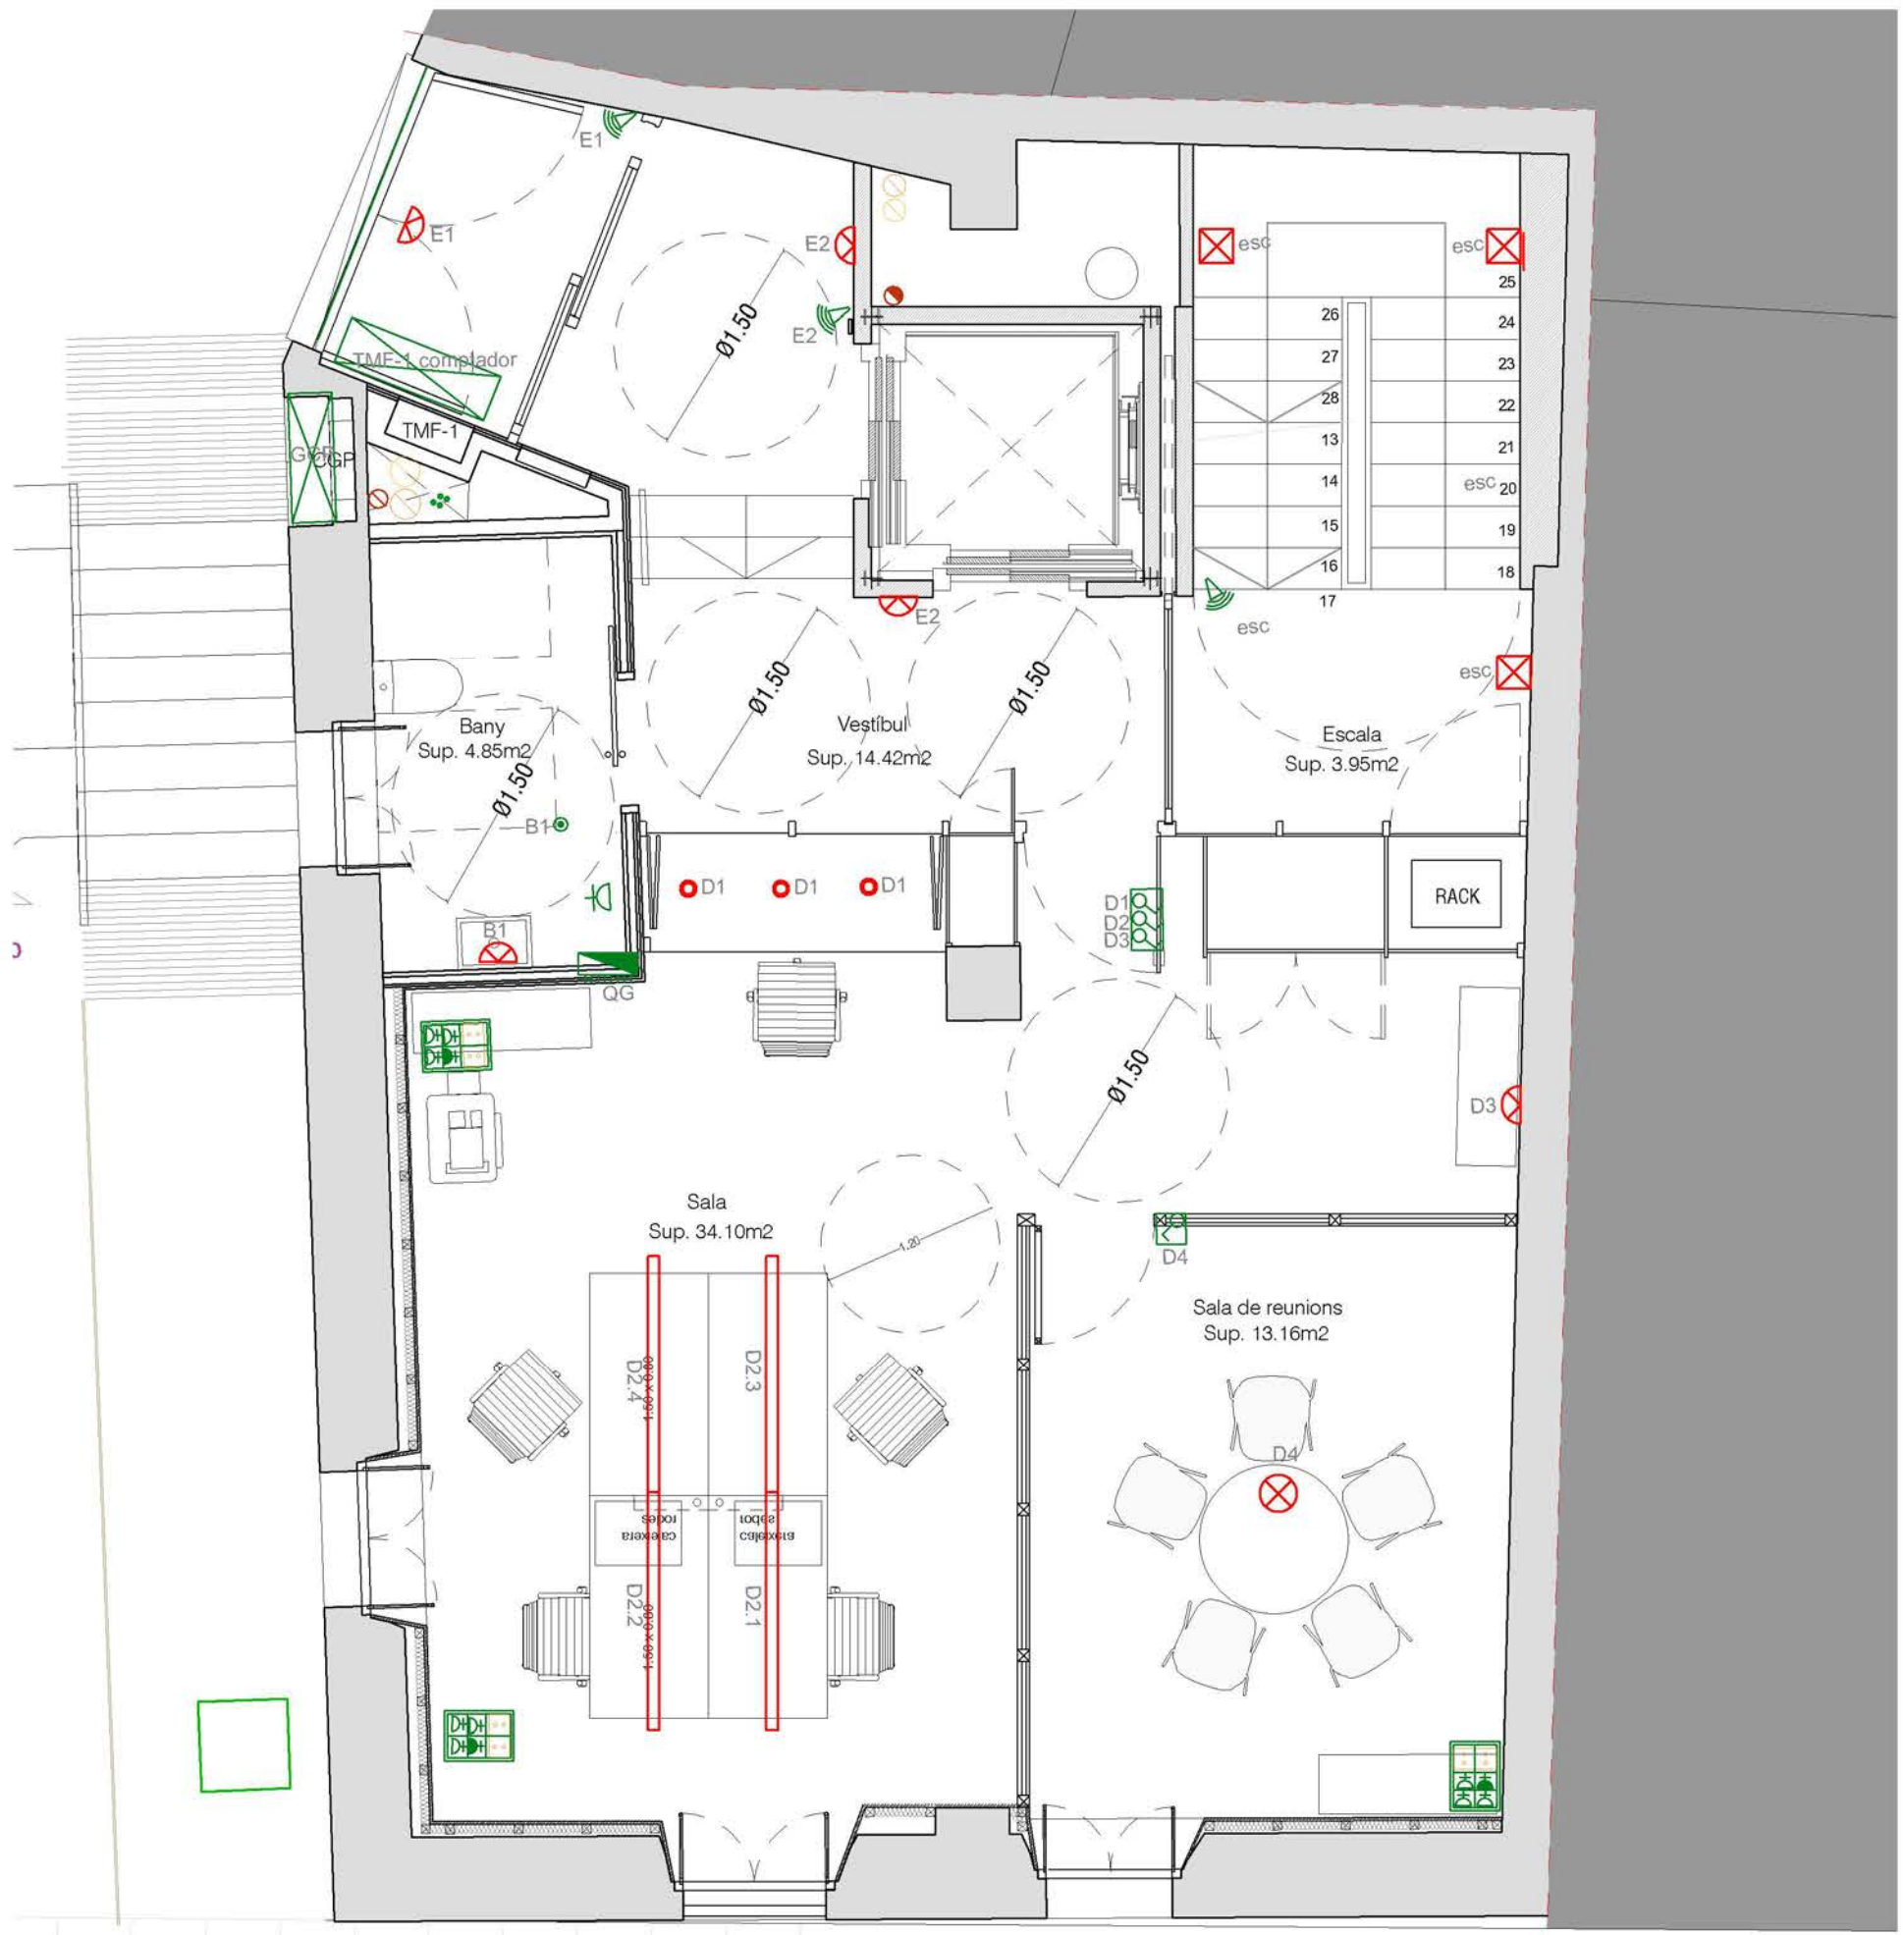 E1
E1
E2
esc
esc
25
26
24
Ø1.50
E2
27
23
TMF-1 comptador
28
22
TMF-1
13
21
CGP
14
esc
20
15
19
16
18
17
E2
esc
esc
Ø1.50
Ø1.50
Bany
Sup. 4.85m2
Vestíbul
Sup. 14.42m2
Escala
Sup. 3.95m2
Ø1.50
B1
D1
D1
D1
D1
D2
D3
RACK
B1
QG
Ø1.50
D3
Sala
Sup. 34.10m2
1.20
D4
Sala de reunions
Sup. 13.16m2
D2.4
D2.3
D4
rodes
caleixera
rodes
caleixera
D2.2
D2.1